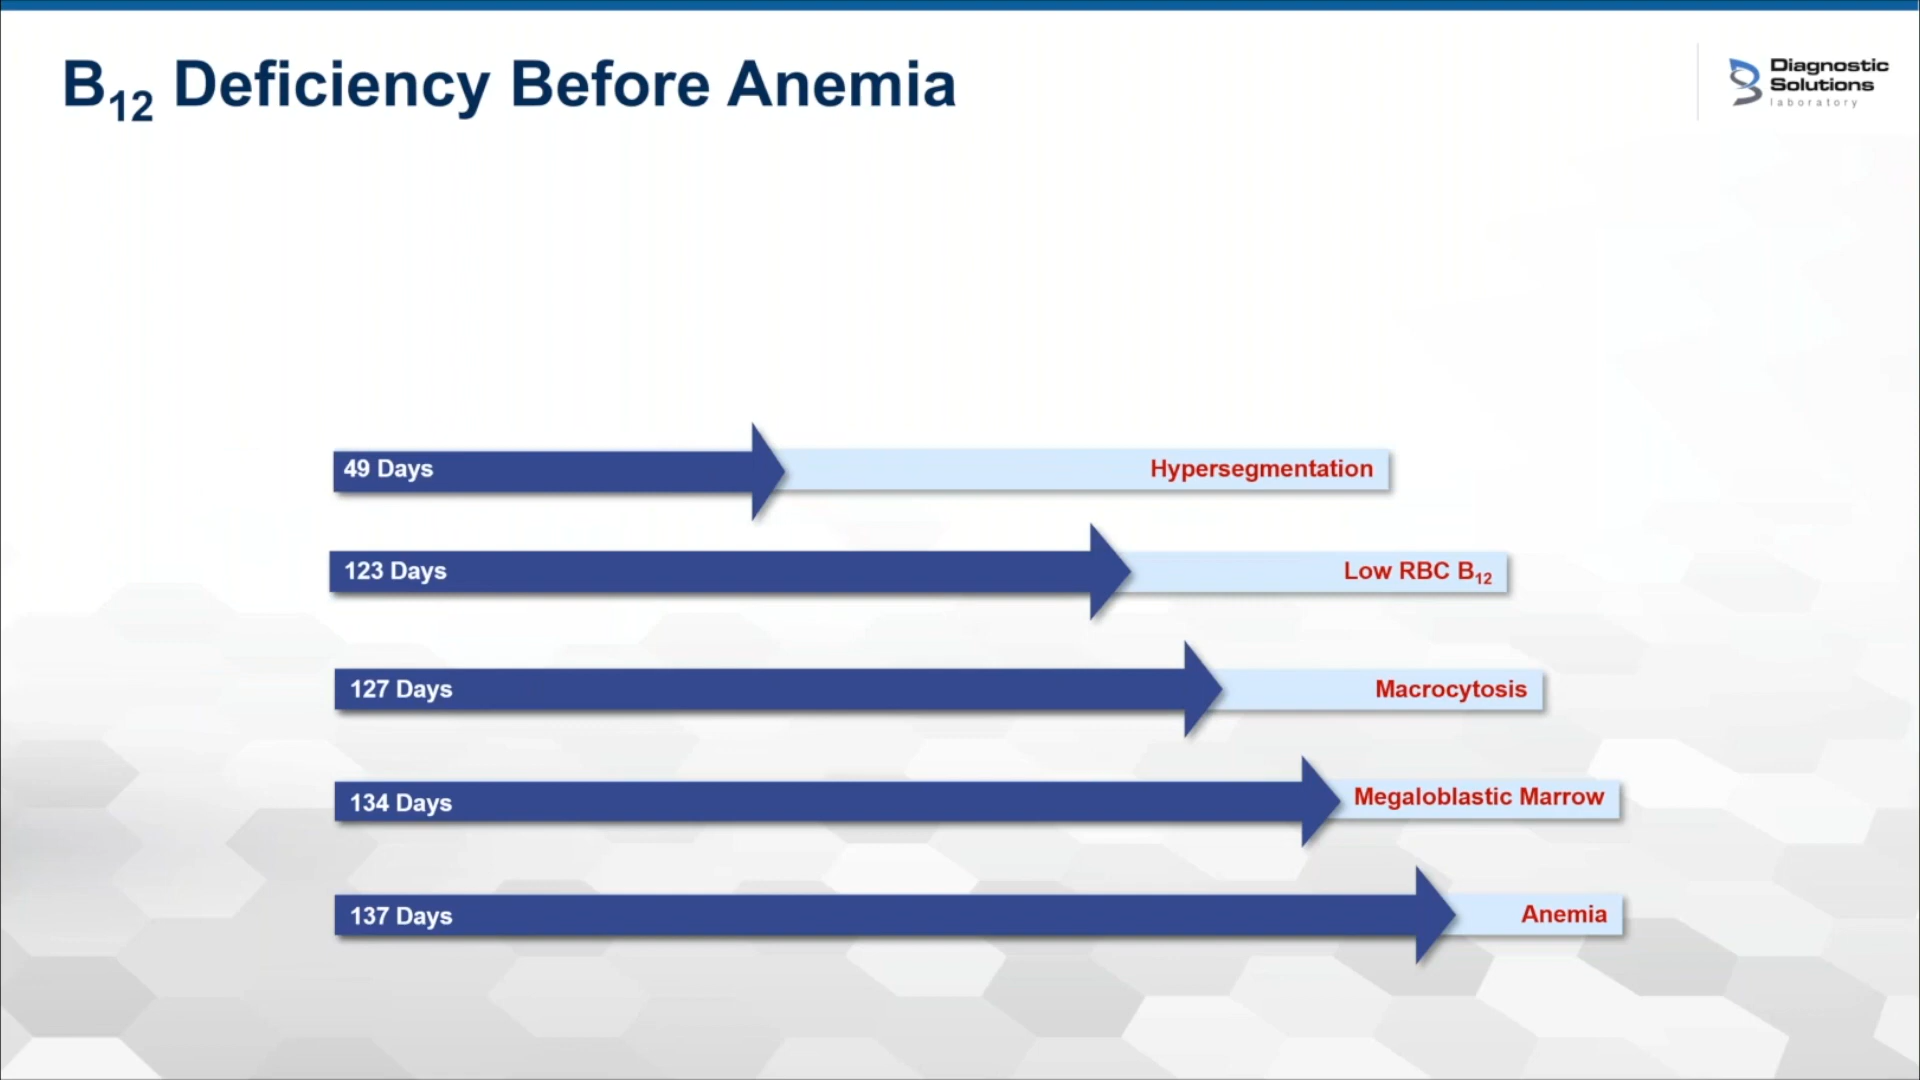 B12 Deficiency Before Anemia
Diagnostic
Solutions
laboratory
49 Days Hypersegmentation
123 Days Low RBC B12
127 Days Macrocytosis
134 Days Megaloblastic Marrow
137 Days Anemia